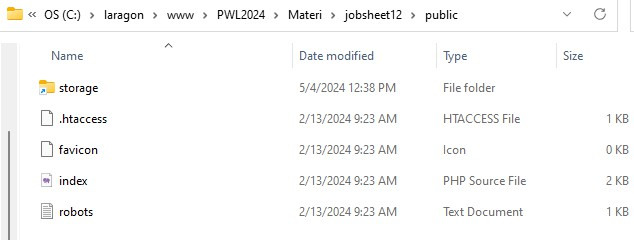 « OS (C:) › laragon › www › PWL2024 › Materi › jobsheet12 › public
Name Date modified Type Size
storage 5/4/2024 12:38 PM File folder
.htaccess 2/13/2024 9:23 AM HTACCESS File 1 KB
favicon 2/13/2024 9:23 AM Icon 0 KB
index 2/13/2024 9:23 AM PHP Source File 2 KB
robots 2/13/2024 9:23 AM Text Document 1 KB